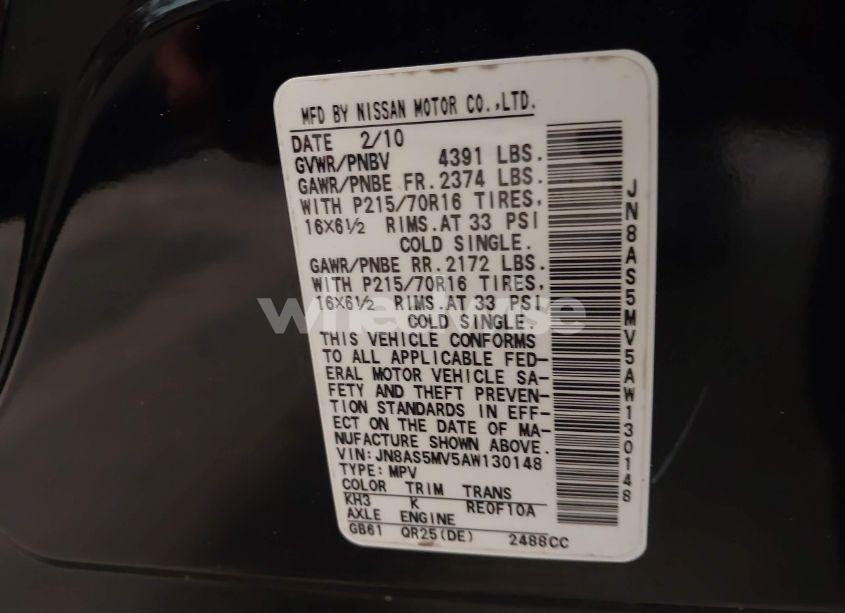 MFD BY NISSAN MOTOR CO.,LTD.
DATE 2/10
GVWR/PNBV 4391 LBS.
GAWR/PNBE FR. 2374 LBS.
WITH P215/70R16 TIRES,
16X6½ RIMS.AT 33 PSI
COLD SINGLE.
GAWR/PNBE RR. 2172 LBS.
WITH P215/70R16 TIRES,
16X6½ RIMS.AT 33 PSI
COLD SINGLE.
THIS VEHICLE CONFORMS
TO ALL APPLICABLE FED-
ERAL MOTOR VEHICLE SA-
FETY AND THEFT PREVEN-
TION STANDARDS IN EFF-
ECT ON THE DATE OF MA-
NUFACTURE SHOWN ABOVE.
VIN: JN8AS5MV5AW130148
TYPE: MPV
COLOR TRIM TRANS
KH3 K RE0F10A
AXLE ENGINE
GB61 QR25(DE) 2488CC
JN8AS5MV5AW130148